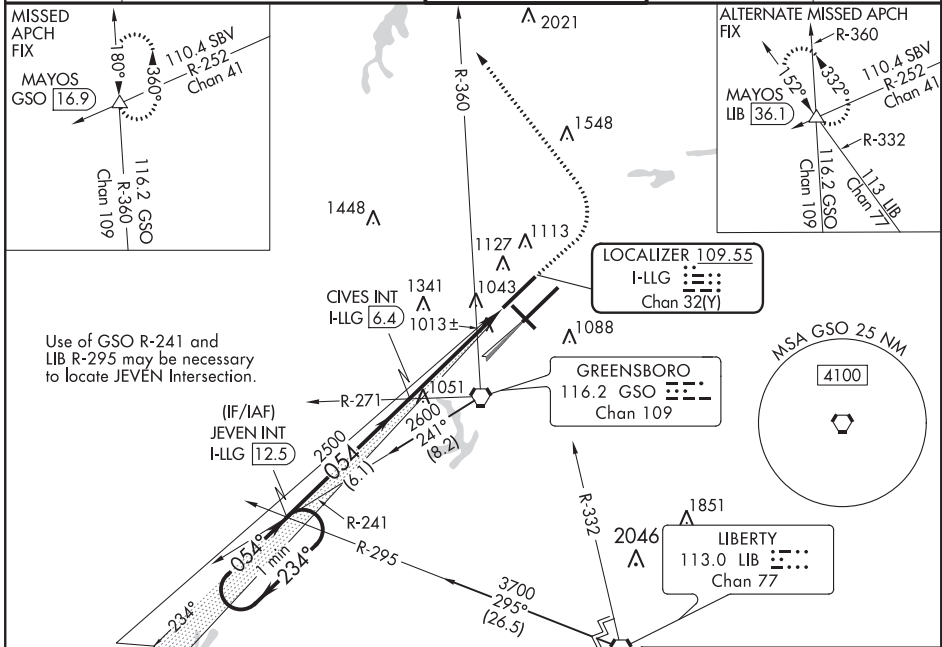 MISSED
APCH
FIX
MAYOS
GSO 16.9
180°
360°
110.4 SBV
R-252
Chan 41
116.2 GSO
R-360
Chan 109
R-360
2021
1548
1448
1113
1127
1341
1043
1013±
1088
1051
ALTERNATE MISSED APCH
FIX
R-360
110.4 SBV
R-252
Chan 41
152°
332°
MAYOS
LIB 36.1
R-332
116.2 GSO
Chan 109
113 LIB
Chan 77
LOCALIZER 109.55
I-LLG
Chan 32(Y)
CIVES INT
I-LLG 6.4
Use of GSO R-241 and
LIB R-295 may be necessary
to locate JEVEN Intersection.
MSA GSO 25 NM
4100
GREENSBORO
116.2 GSO
Chan 109
R-271
2600
241°
(8.2)
(IF/IAF)
JEVEN INT
I-LLG 12.5
2500
054°
(6.1)
R-241
R-295
054°
1 min
234°
234°
R-332
3700
295°
(26.5)
1851
2046
LIBERTY
113.0 LIB
Chan 77